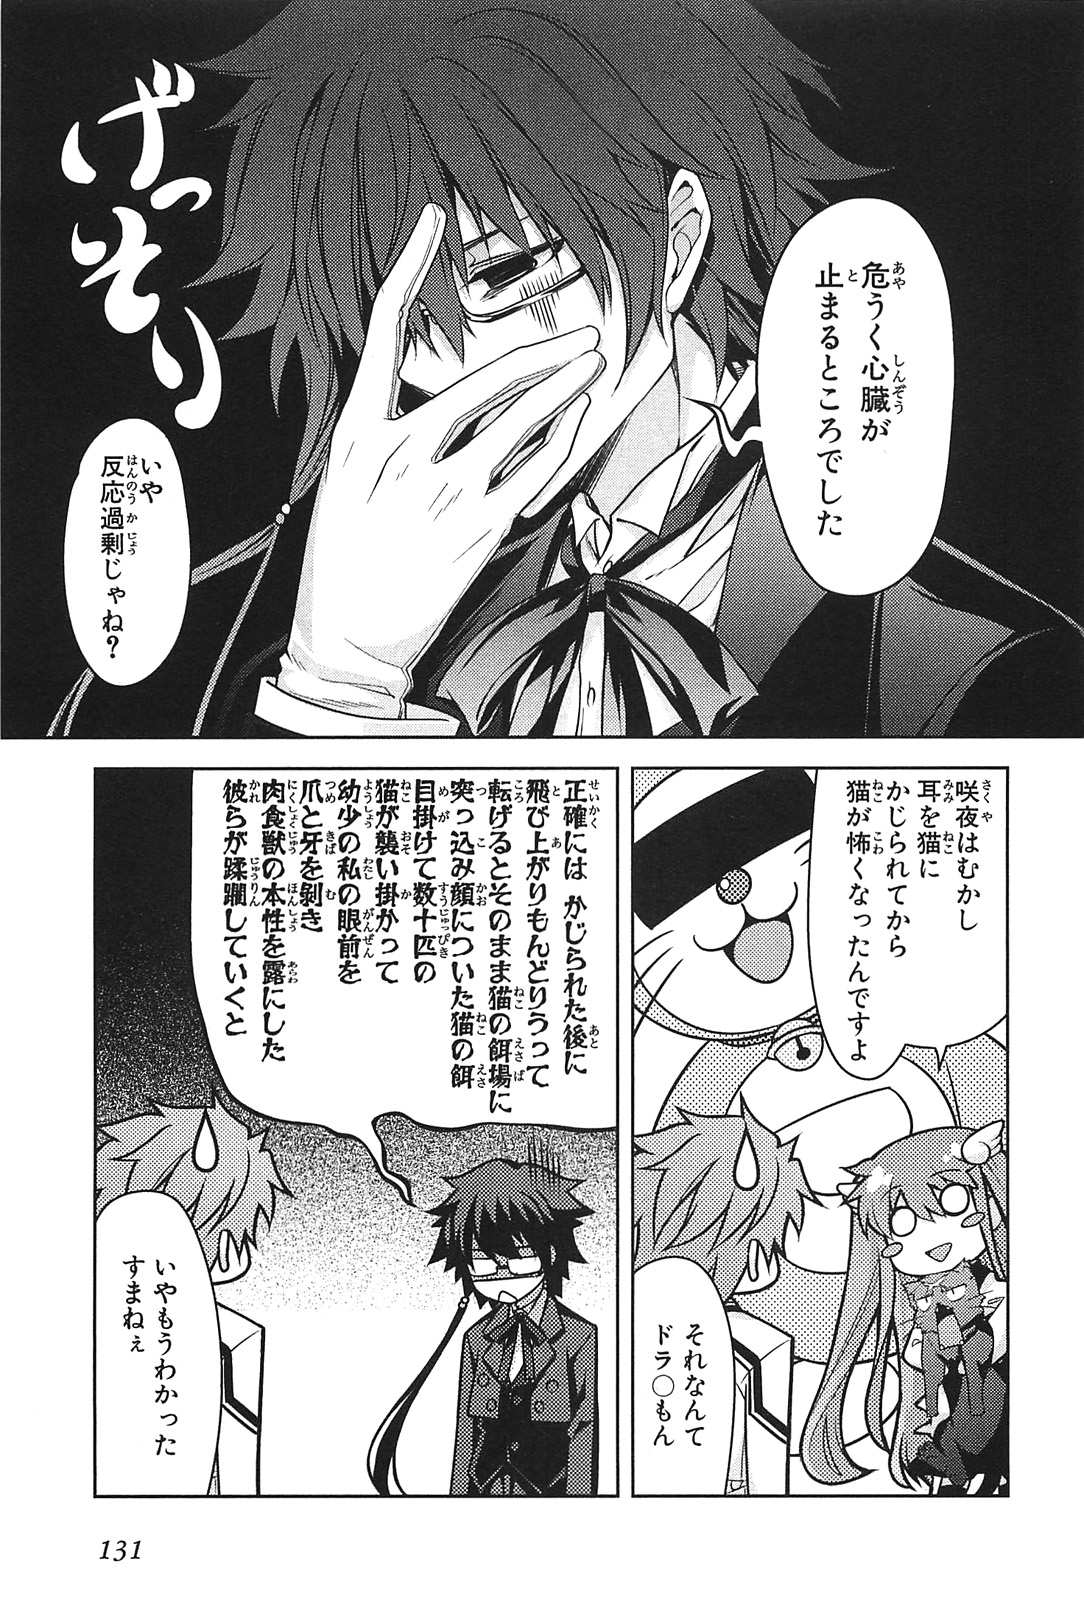 危うく心臓が
止まるところでした
げっそり
いや
反応過剰じゃね?
咲夜はむかし
耳を猫に
かじられてから
猫が怖くなったんですよ
それなんて
ドラ○もん
正確には かじられた後に
飛び上がりもんどりうって
転げるとそのまま猫の餌場に
突っ込み顔についた猫の餌
目掛けて数十匹の
猫が襲い掛かって
幼少の私の眼前を
爪と牙を剝き
肉食獣の本性を露にした
彼らが蹂躙していくと
いやもうわかった
すまねぇ
131